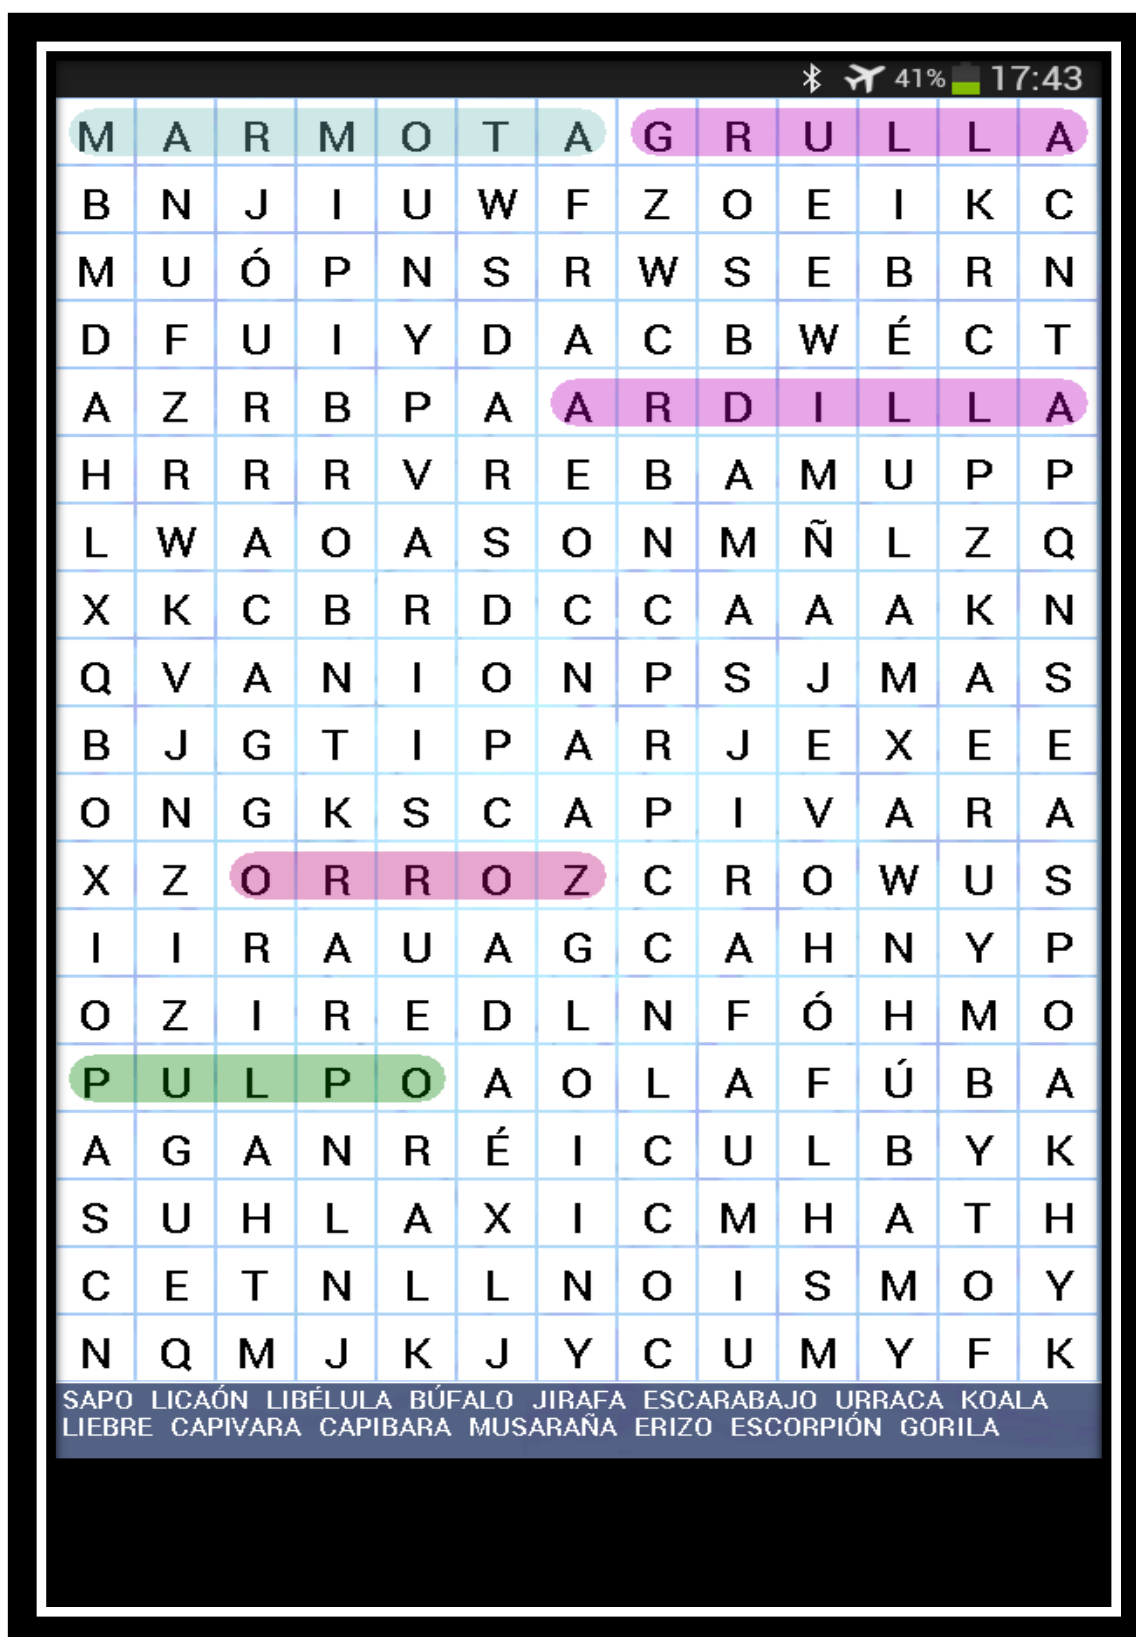 41% 17:43
M A R M O T A G R U L L A
B N J I U W F Z O E I K C
M U Ó P N S R W S E B R N
D F U I Y D A C B W É C T
A Z R B P A A R D I L L A
H R R R V R E B A M U P P
L W A O A S O N M Ñ L Z Q
X K C B R D C C A A A K N
Q V A N I O N P S J M A S
B J G T I P A R J E X E E
O N G K S C A P I V A R A
X Z O R R O Z C R O W U S
I I R A U A G C A H N Y P
O Z I R E D L N F Ó H M O
P U L P O A O L A F Ú B A
A G A N R É I C U L B Y K
S U H L A X I C M H A T H
C E T N L L N O I S M O Y
N Q M J K J Y C U M Y F K
SAPO LICAÓN LIBÉLULA BÚFALO JIRAFA ESCARABAJO URRACA KOALA
LIEBRE CAPIVARA CAPIBARA MUSARAÑA ERIZO ESCORPIÓN GORILA